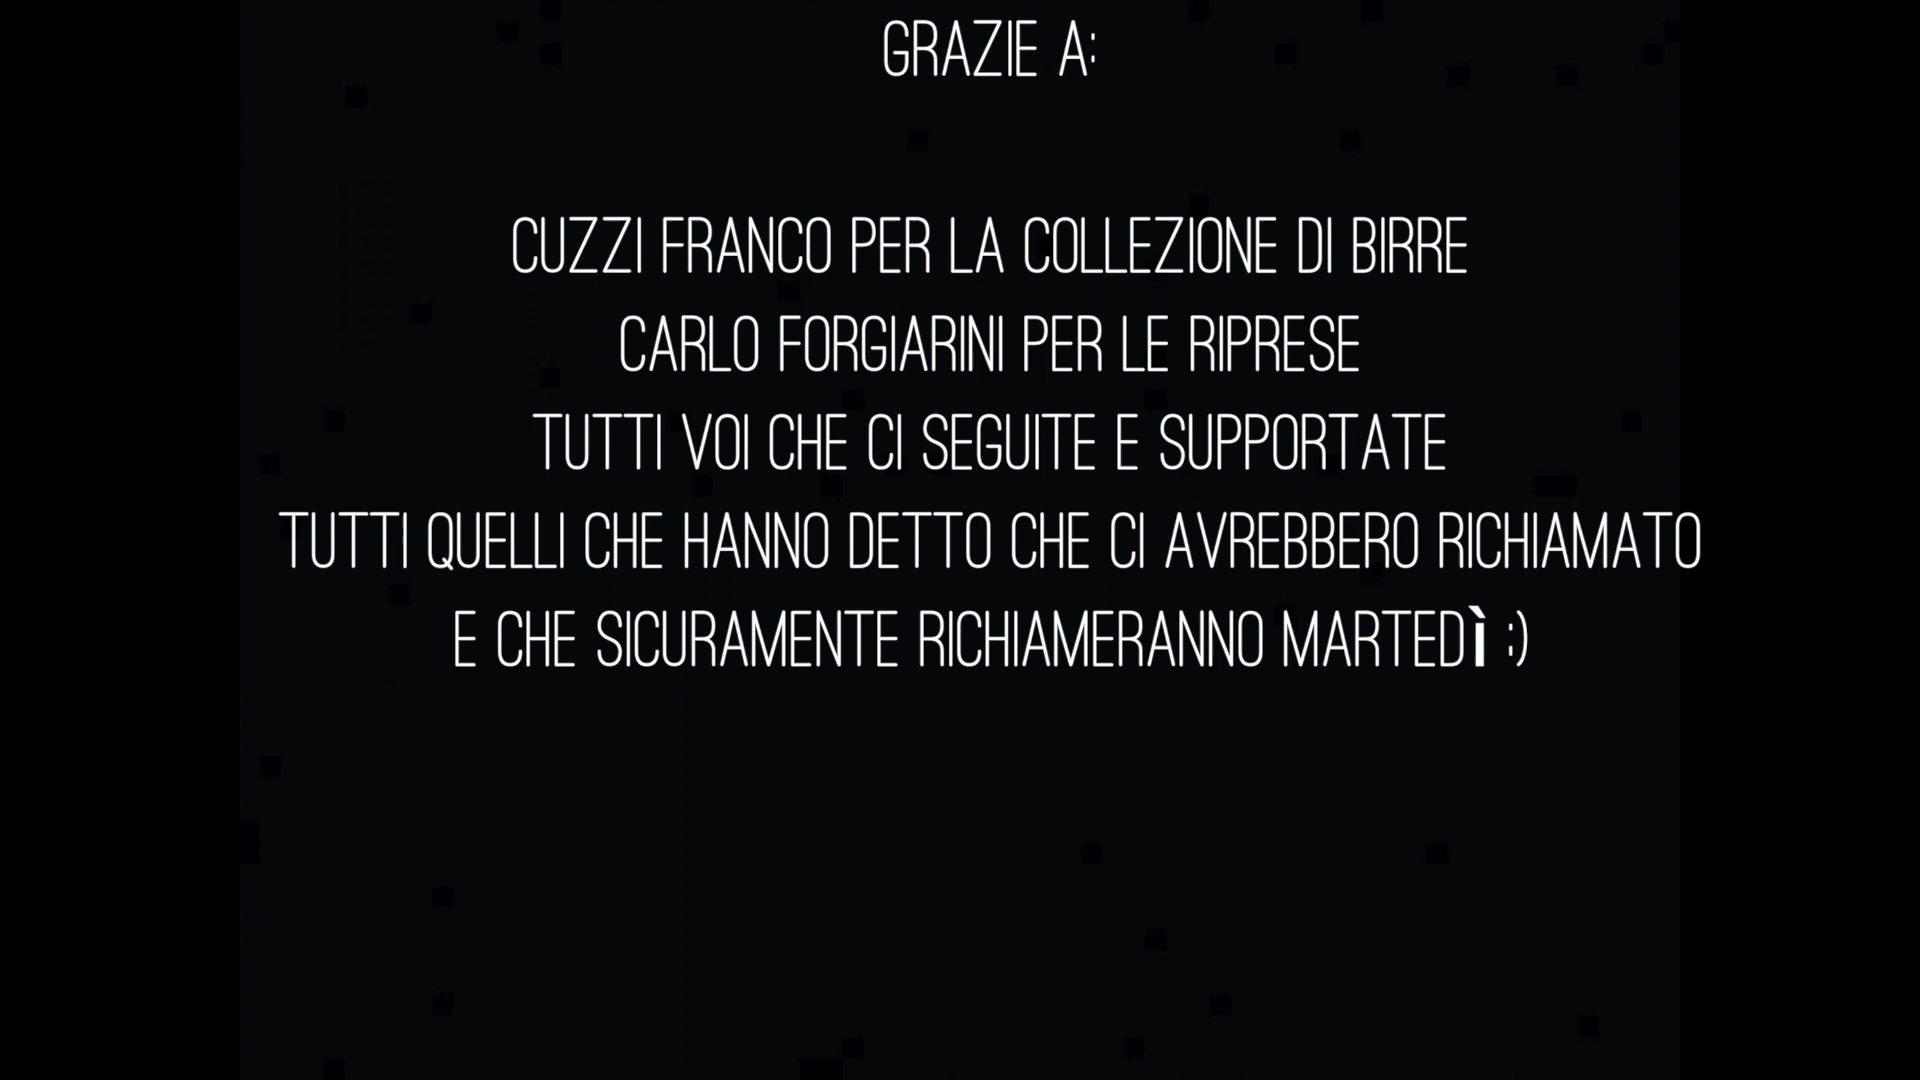 GRAZIE A:
CUZZI FRANCO PER LA COLLEZIONE DI BIRRE
CARLO FORGIARINI PER LE RIPRESE
TUTTI VOI CHE CI SEGUITE E SUPPORTATE
TUTTI QUELLI CHE HANNO DETTO CHE CI AVREBBERO RICHIAMATO
E CHE SICURAMENTE RICHIAMERANNO MARTEDì :)